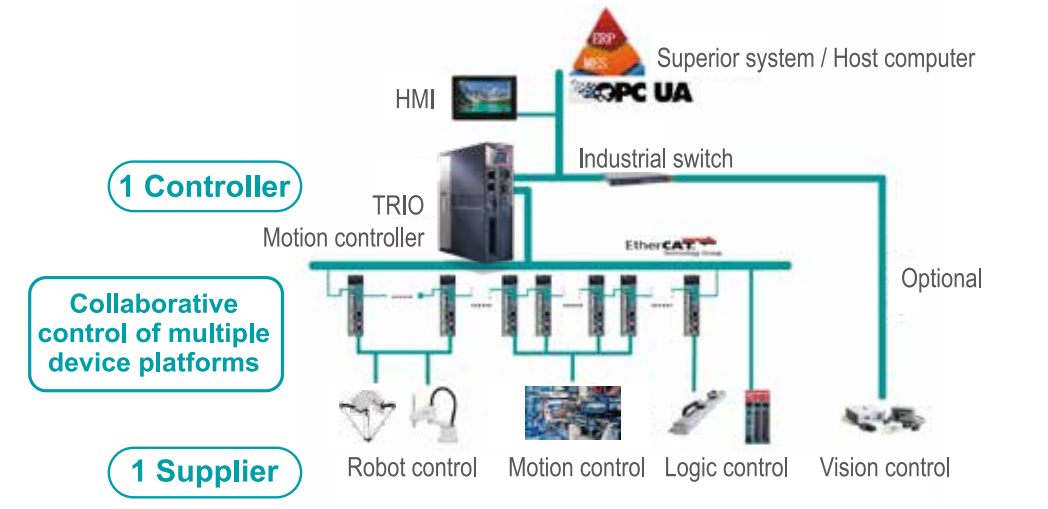 ERP
MES
Superior system / Host computer
OPC UA
HMI
Industrial switch
1 Controller
TRIO
Motion controller
EtherCAT
Technology Group
Optional
Collaborative
control of multiple
device platforms
Robot control
Motion control
Logic control
Vision control
1 Supplier